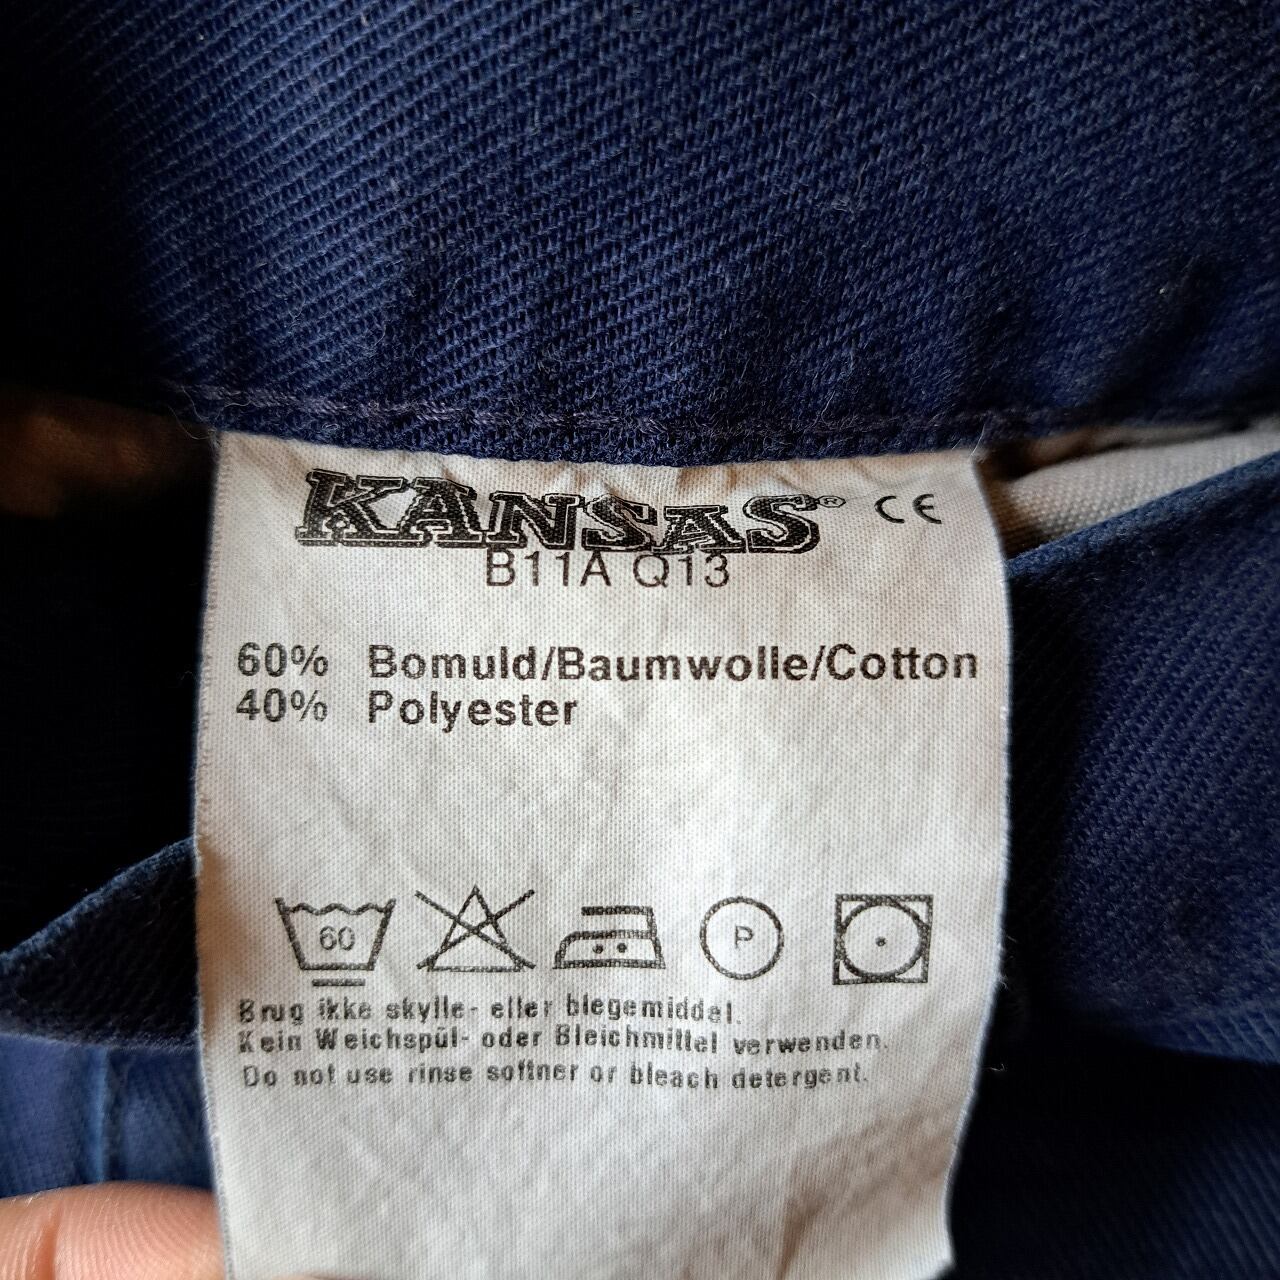 KANSAS® CE
B11A Q13
60% Bomuld/Baumwolle/Cotton
40% Polyester
60 P
Brug ikke skylle- eller blegemiddel.
Kein Weichspül- oder Bleichmittel verwenden.
Do not use rinse softner or bleach detergent.